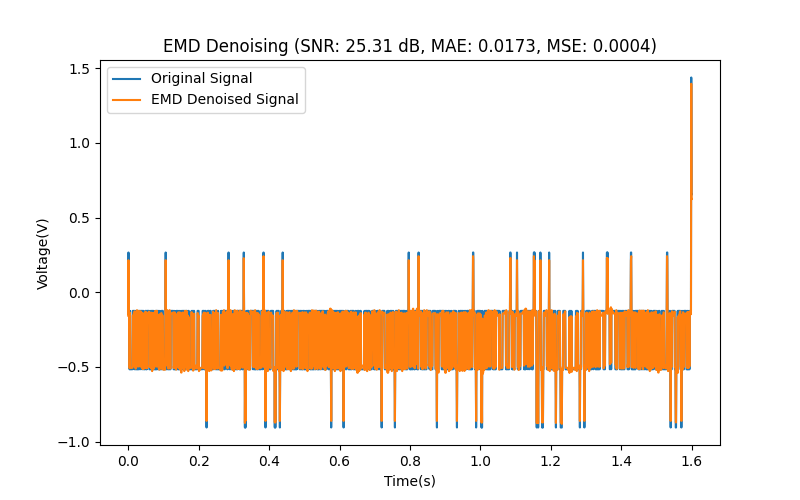 EMD Denoising (SNR: 25.31 dB, MAE: 0.0173, MSE: 0.0004)
Original Signal
EMD Denoised Signal
Voltage(V)
1.5
1.0
0.5
0.0
−0.5
−1.0
0.0 0.2 0.4 0.6 0.8 1.0 1.2 1.4 1.6
Time(s)